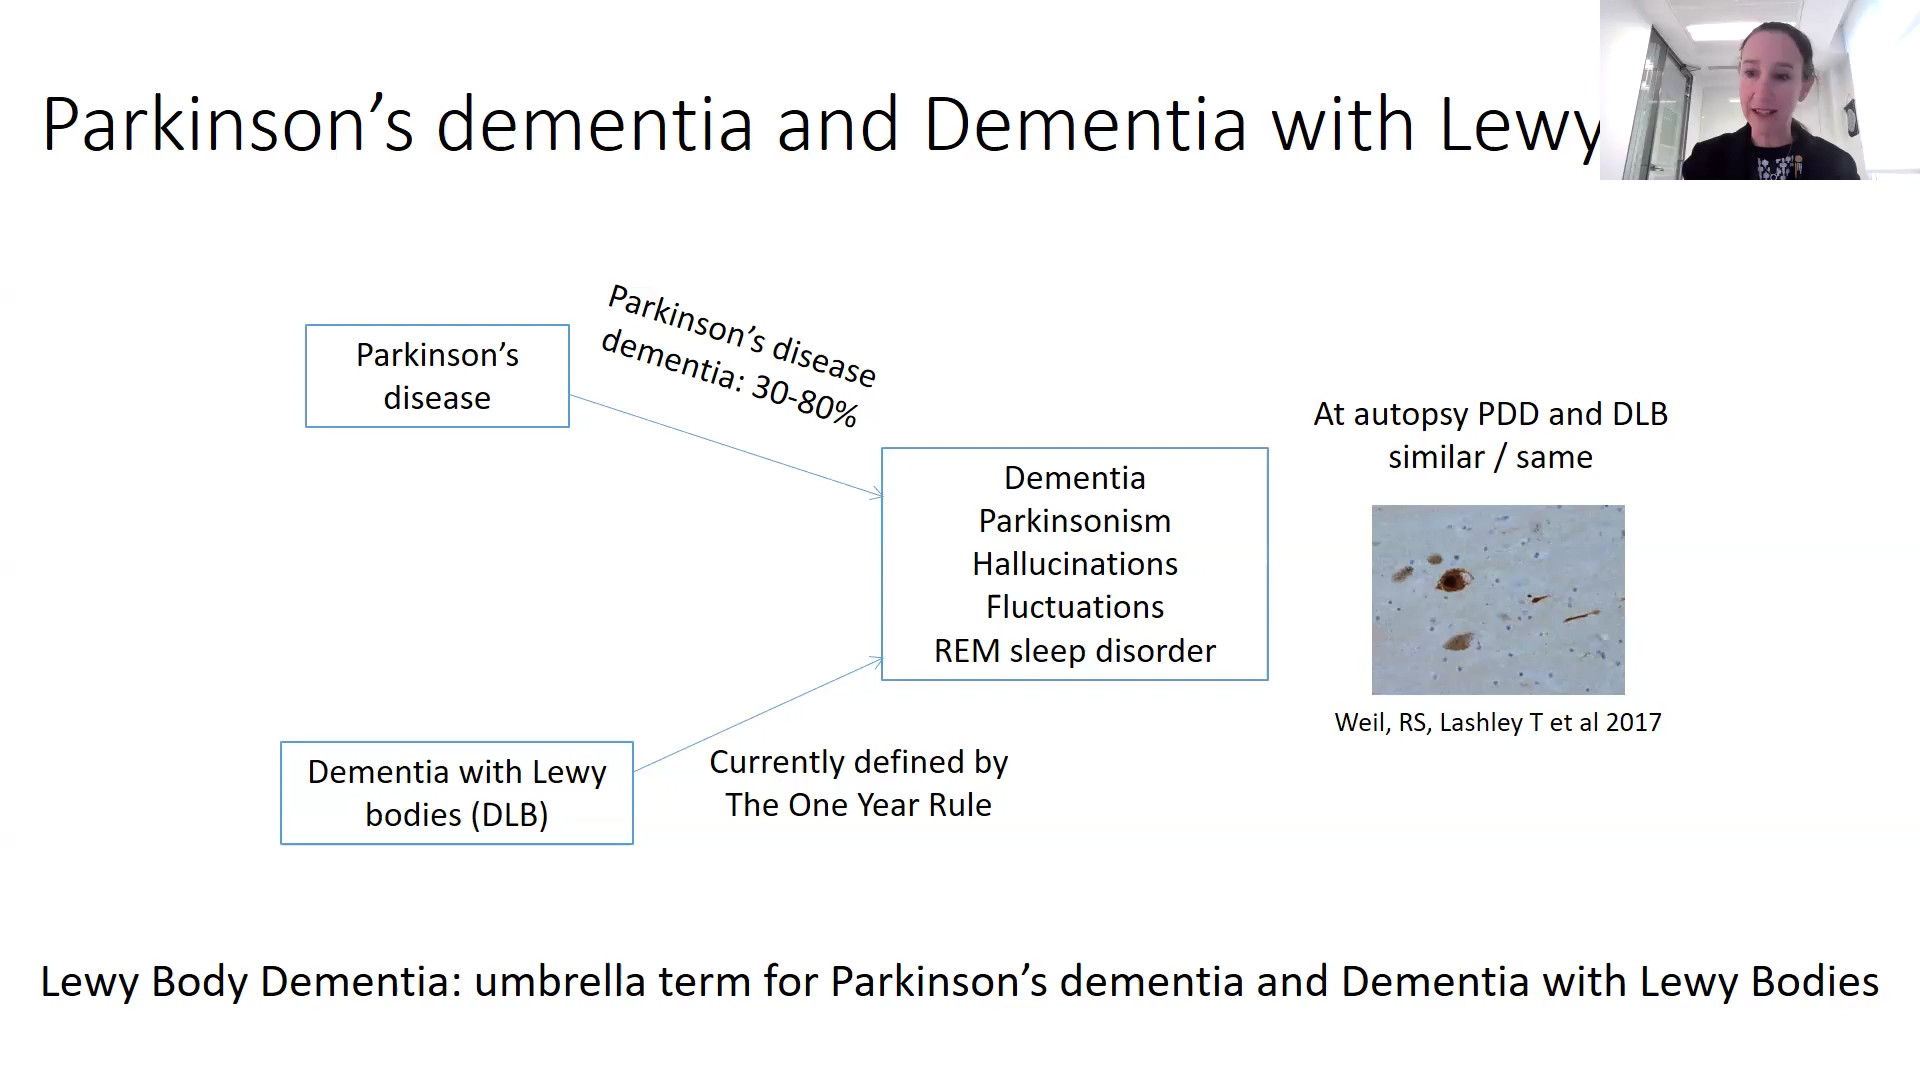 Parkinson’s dementia and Dementia with Lewy
Parkinson’s
disease
Parkinson’s disease
dementia: 30-80%
Dementia
Parkinsonism
Hallucinations
Fluctuations
REM sleep disorder
At autopsy PDD and DLB
similar / same
Weil, RS, Lashley T et al 2017
Dementia with Lewy
bodies (DLB)
Currently defined by
The One Year Rule
Lewy Body Dementia: umbrella term for Parkinson’s dementia and Dementia with Lewy Bodies